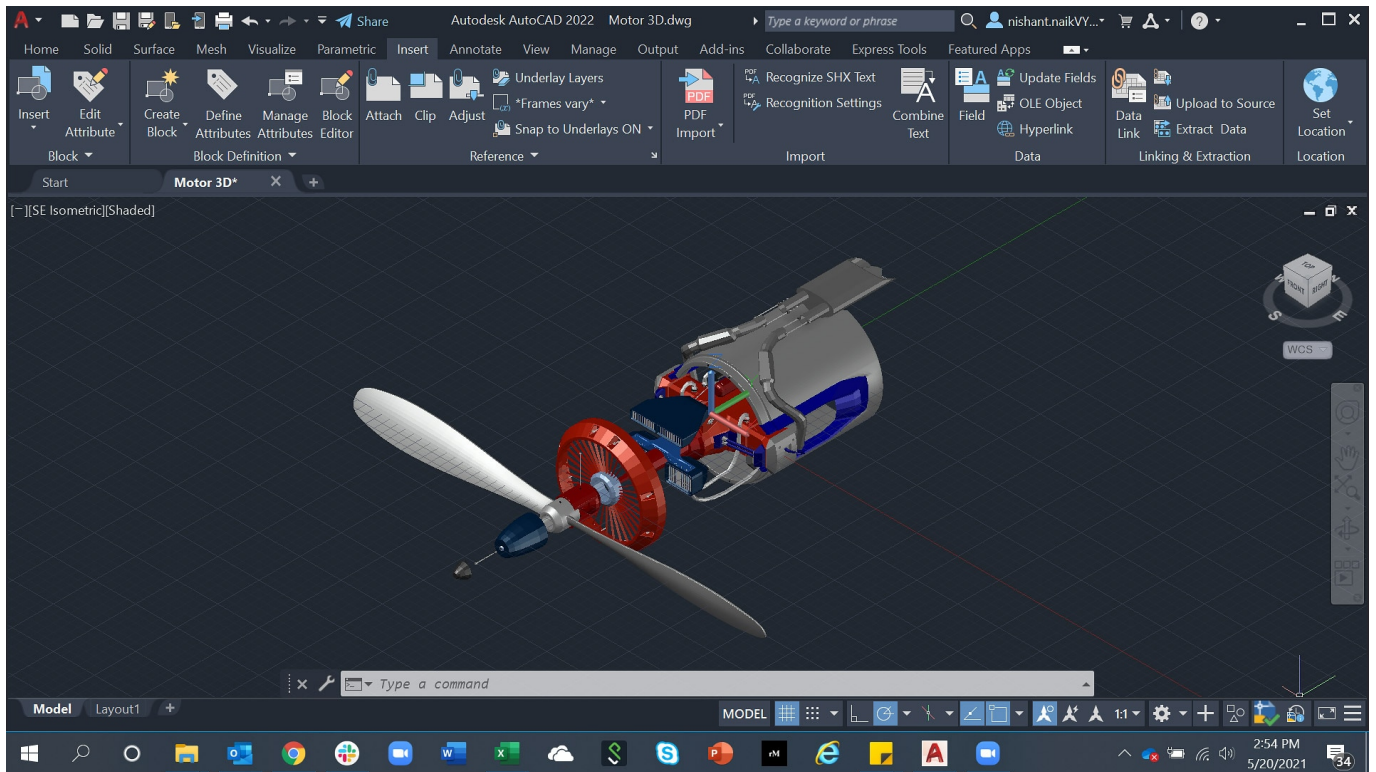 A Share Autodesk AutoCAD 2022 Motor 3D.dwg Type a keyword or phrase nishant.naikVY... ?
Home Solid Surface Mesh Visualize Parametric Insert Annotate View Manage Output Add-ins Collaborate Express Tools Featured Apps
Underlay Layers PDF A Recognize SHX Text A Update Fields
*Frames vary* PDF PDF A Recognition Settings OLE Object Upload to Source
Insert Edit Attribute Create Block Define Attributes Manage Attributes Block Editor Attach Clip Adjust Snap to Underlays ON PDF Import Combine Text Field Hyperlink Data Link Extract Data Set Location
Block Block Definition Reference Import Data Linking & Extraction Location
Start Motor 3D*
[−][SE Isometric][Shaded]
TOP
FRONT RIGHT
W N
S E
WCS
Type a command
Model Layout1 MODEL 1:1
2:54 PM
5/20/2021
34
W X S P rM A